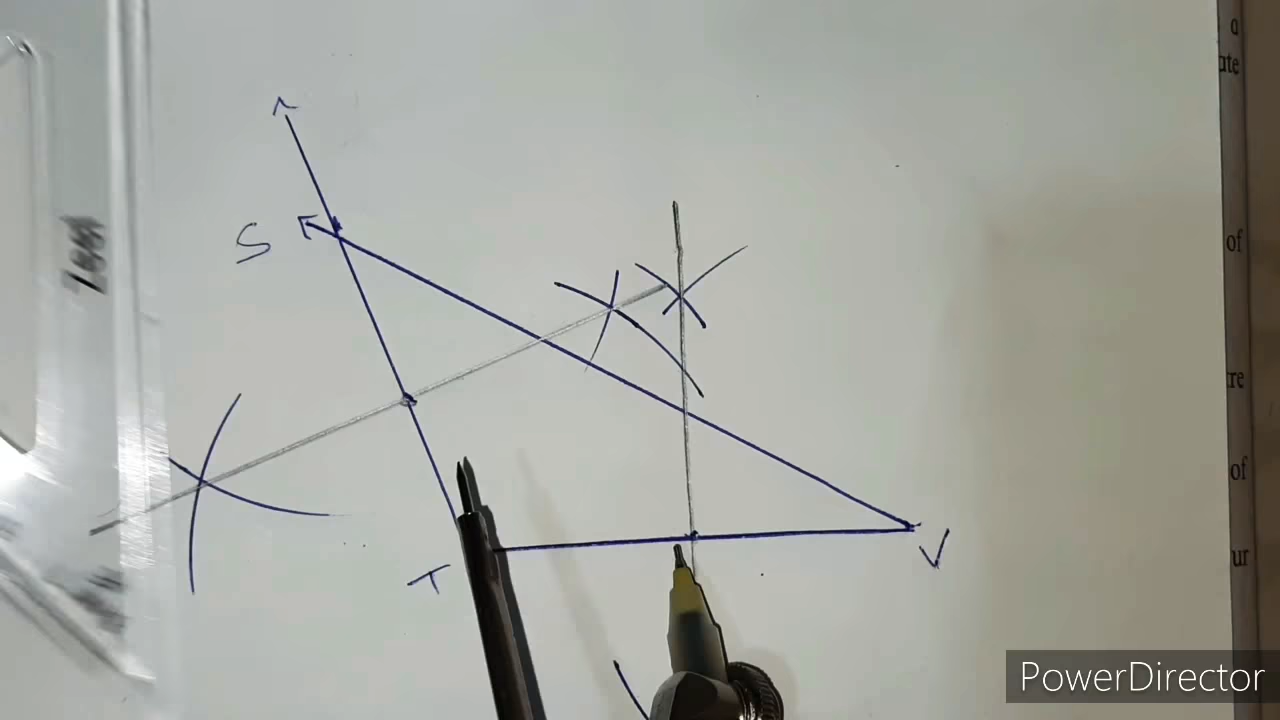 S
T
V
a
ate
of
re
of
ur
PowerDirector